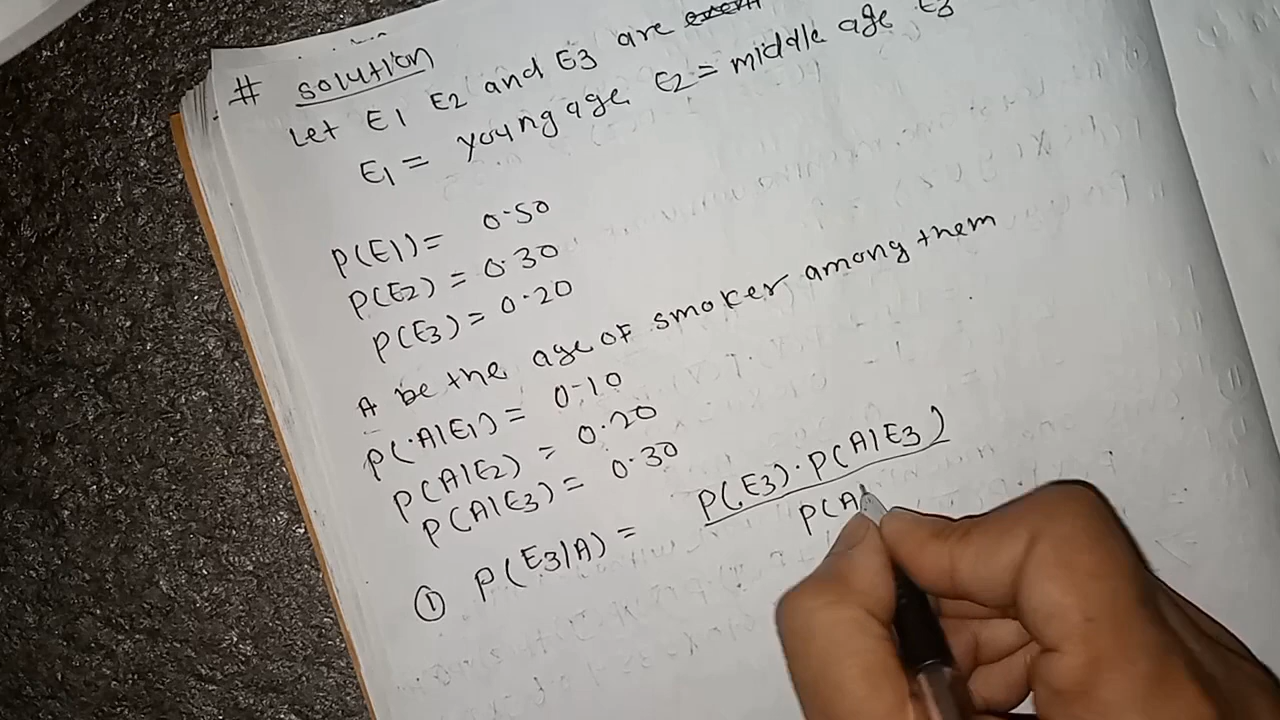 # solution
Let E1 E2 and E3 are
E1 = young age E2 = middle age E3
P(E1) = 0.50
P(E2) = 0.30
P(E3) = 0.20
A be the age of smoker among them
P(A|E1) = 0.10
P(A|E2) = 0.20
P(A|E3) = 0.30
① P(E3|A) = P(E3).P(A|E3)
P(A